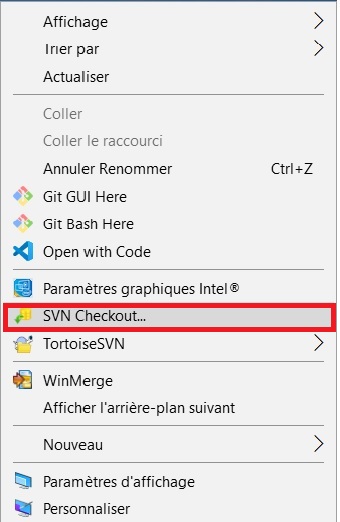 Affichage
Trier par
Actualiser
Coller
Coller le raccourci
Annuler Renommer Ctrl+Z
Git GUI Here
Git Bash Here
Open with Code
Paramètres graphiques Intel®
SVN Checkout...
TortoiseSVN
WinMerge
Afficher l'arrière-plan suivant
Nouveau
Paramètres d'affichage
Personnaliser